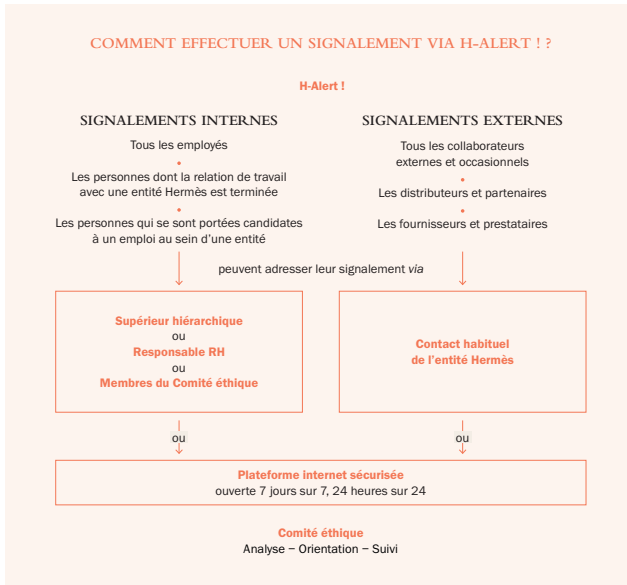 COMMENT EFFECTUER UN SIGNALEMENT VIA H-ALERT ! ?
H-Alert !
SIGNALEMENTS INTERNES
Tous les employés
•
Les personnes dont la relation de travail
avec une entité Hermès est terminée
•
Les personnes qui se sont portées candidates
à un emploi au sein d'une entité
SIGNALEMENTS EXTERNES
Tous les collaborateurs
externes et occasionnels
•
Les distributeurs et partenaires
•
Les fournisseurs et prestataires
peuvent adresser leur signalement via
Supérieur hiérarchique
ou
Responsable RH
ou
Membres du Comité éthique
Contact habituel
de l'entité Hermès
ou
ou
Plateforme internet sécurisée
ouverte 7 jours sur 7, 24 heures sur 24
Comité éthique
Analyse – Orientation – Suivi